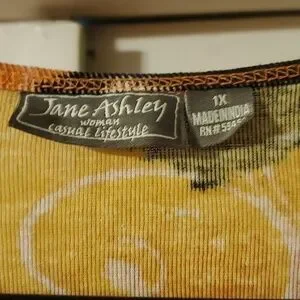 Jane Ashley
woman
casual lifestyle
1X
MADE IN INDIA